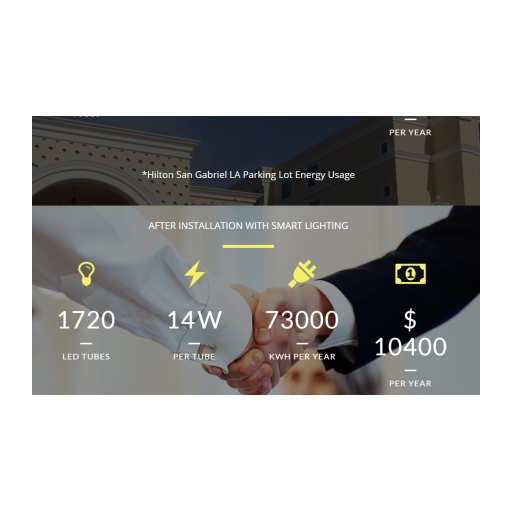 PER YEAR
*Hilton San Gabriel LA Parking Lot Energy Usage
AFTER INSTALLATION WITH SMART LIGHTING
1720
LED TUBES
14W
PER TUBE
73000
KWH PER YEAR
$
10400
PER YEAR